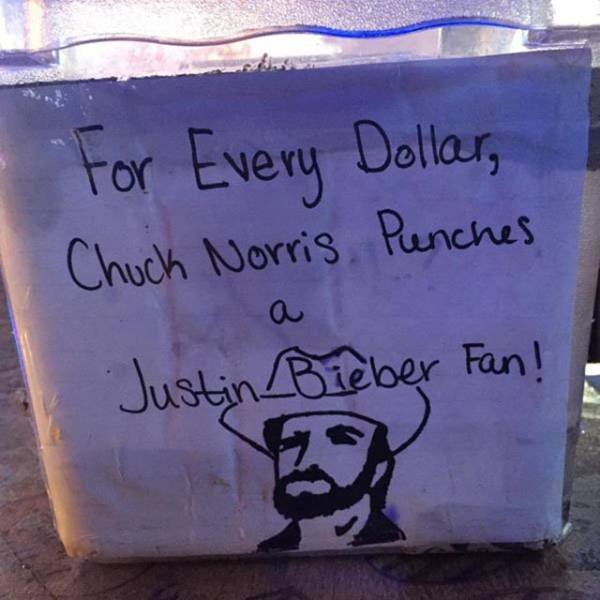 For Every Dollar,
Chuck Norris Punches
a
Justin Bieber Fan!